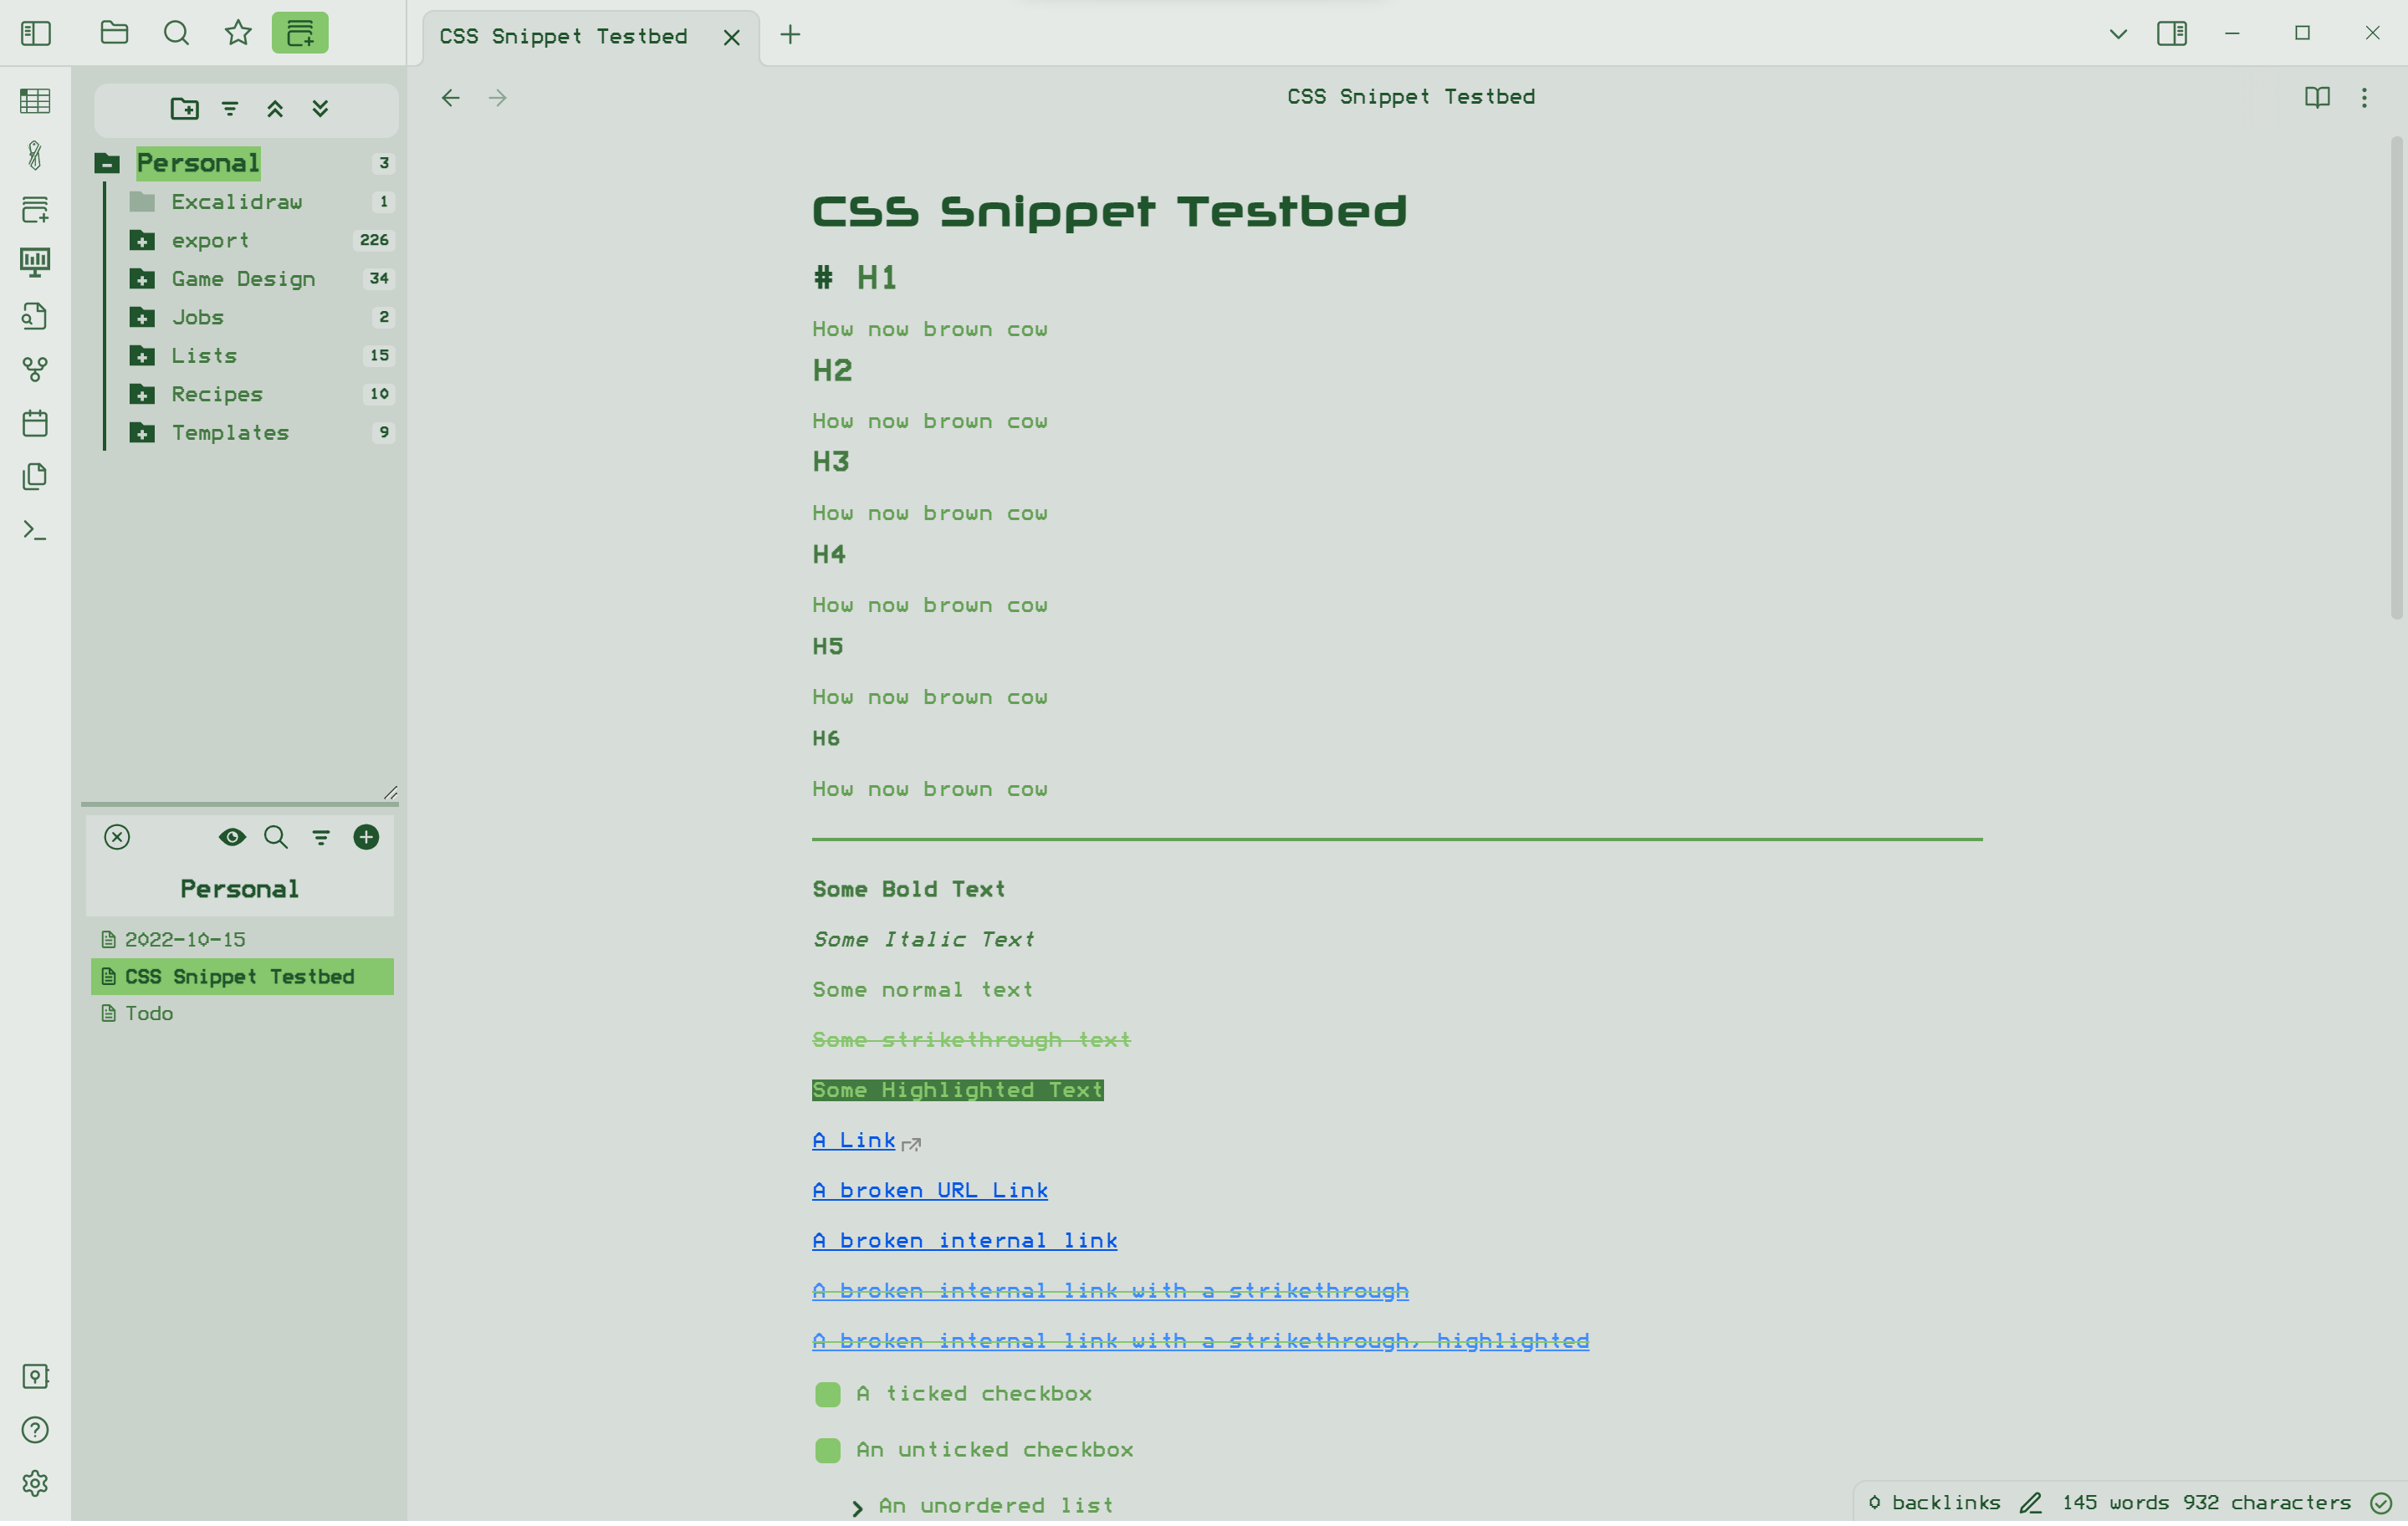 CSS Snippet Testbed
CSS Snippet Testbed
Personal 3
Excalidraw 1
export 226
Game Design 34
Jobs 2
Lists 15
Recipes 10
Templates 9
Personal
2022-10-15
CSS Snippet Testbed
Todo
CSS Snippet Testbed
# H1
How now brown cow
H2
How now brown cow
H3
How now brown cow
H4
How now brown cow
H5
How now brown cow
H6
How now brown cow
Some Bold Text
Some Italic Text
Some normal text
Some strikethrough text
Some Highlighted Text
A Link
A broken URL Link
A broken internal link
A broken internal link with a strikethrough
A broken internal link with a strikethrough, highlighted
A ticked checkbox
An unticked checkbox
An unordered list
0 backlinks 145 words 932 characters